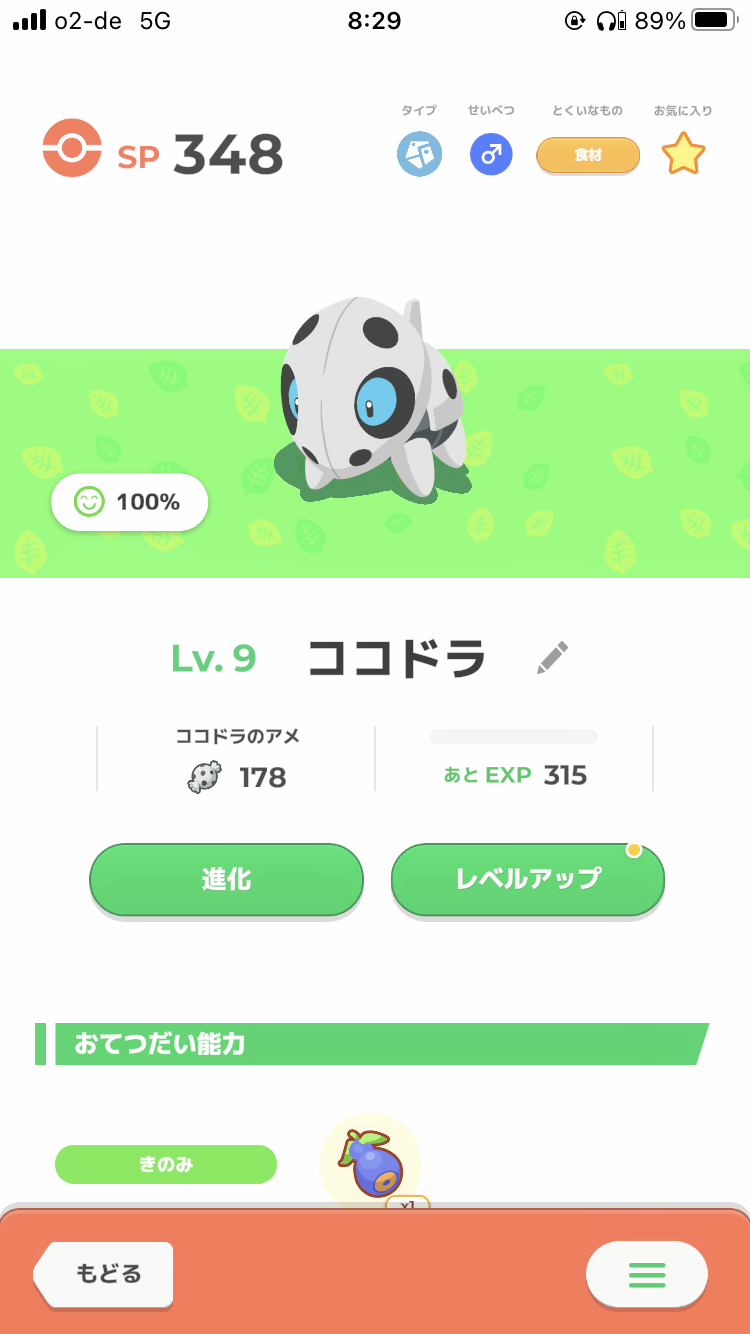 o2-de 5G 8:29 89%
タイプ せいべつ とくいなもの お気に入り
SP 348 食材
100%
Lv. 9 ココドラ
ココドラのアメ
178 あと EXP 315
進化 レベルアップ
おてつだい能力
きのみ
x1
もどる